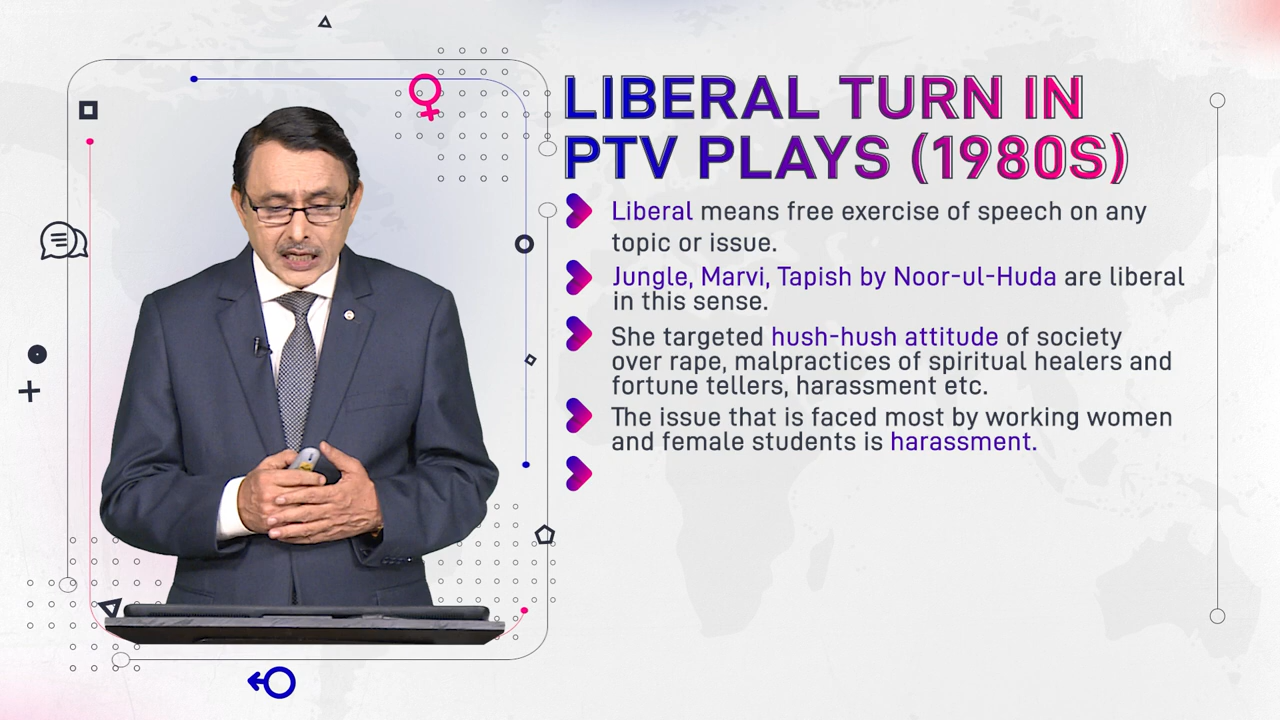 LIBERAL TURN IN
PTV PLAYS (1980S)
Liberal means free exercise of speech on any
topic or issue.
Jungle, Marvi, Tapish by Noor-ul-Huda are liberal
in this sense.
She targeted hush-hush attitude of society
over rape, malpractices of spiritual healers and
fortune tellers, harassment etc.
The issue that is faced most by working women
and female students is harassment.